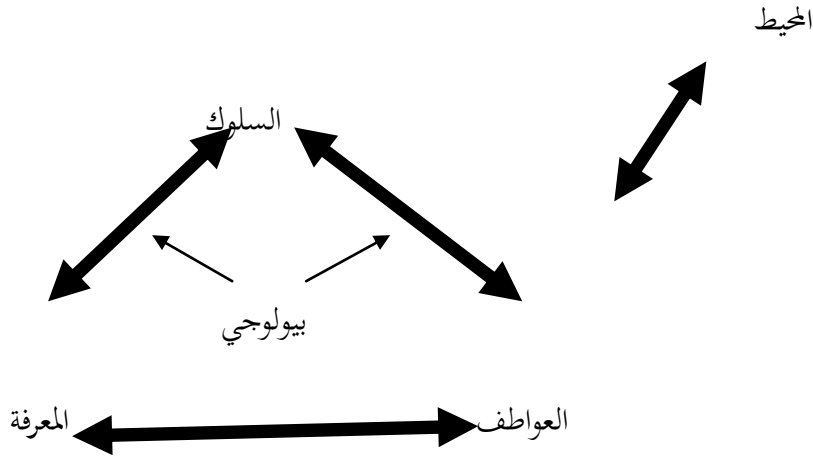 المحيط
السلوك
بيولوجي
العواطف
المعرفة